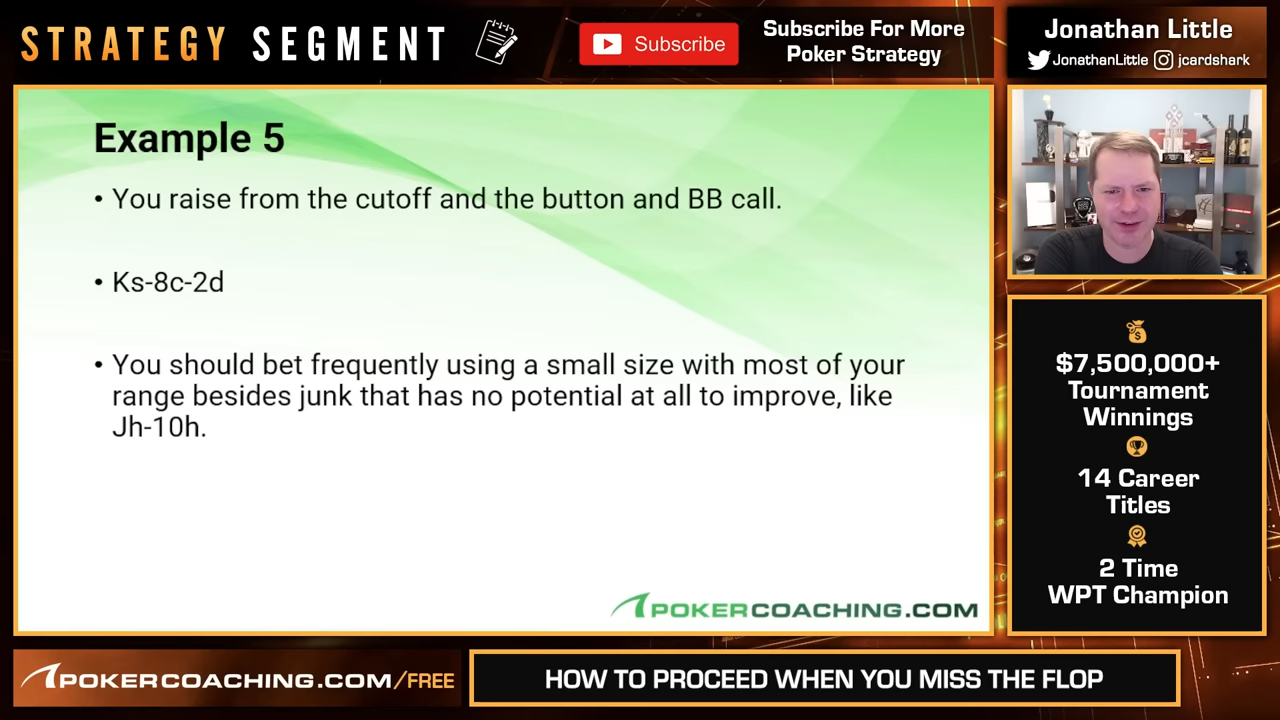 STRATEGY SEGMENT
Subscribe
Subscribe For More
Poker Strategy
Jonathan Little
JonathanLittle jcardshark
Example 5
• You raise from the cutoff and the button and BB call.
• Ks-8c-2d
• You should bet frequently using a small size with most of your
range besides junk that has no potential at all to improve, like
Jh-10h.
POKERCOACHING.COM
$7,500,000+
Tournament
Winnings
14 Career
Titles
2 Time
WPT Champion
POKERCOACHING.COM/FREE
HOW TO PROCEED WHEN YOU MISS THE FLOP